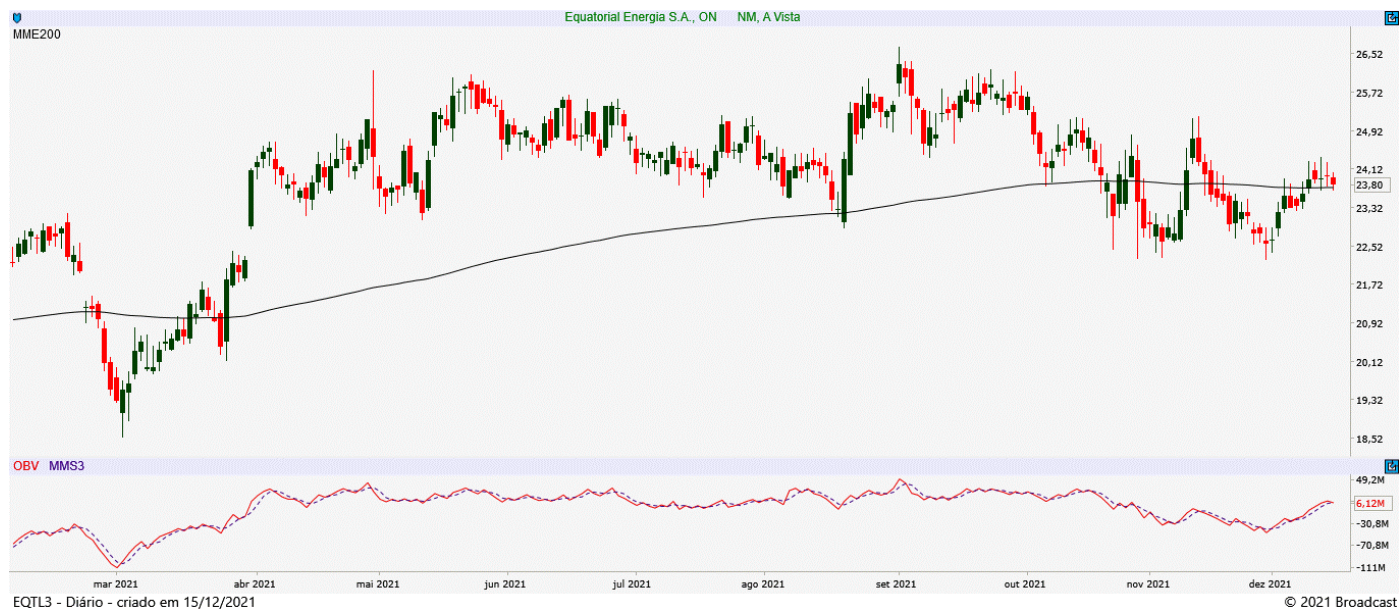 Equatorial Energia S.A., ON NM, A Vista
MME200
26,52
25,72
24,92
24,12
23,80
23,32
22,52
21,72
20,92
20,12
19,32
18,52
OBV MMS3
49,2M
6,12M
-30,8M
-70,8M
-111M
mar 2021 abr 2021 mai 2021 jun 2021 jul 2021 ago 2021 set 2021 out 2021 nov 2021 dez 2021
EQTL3 - Diário - criado em 15/12/2021 © 2021 Broadcast